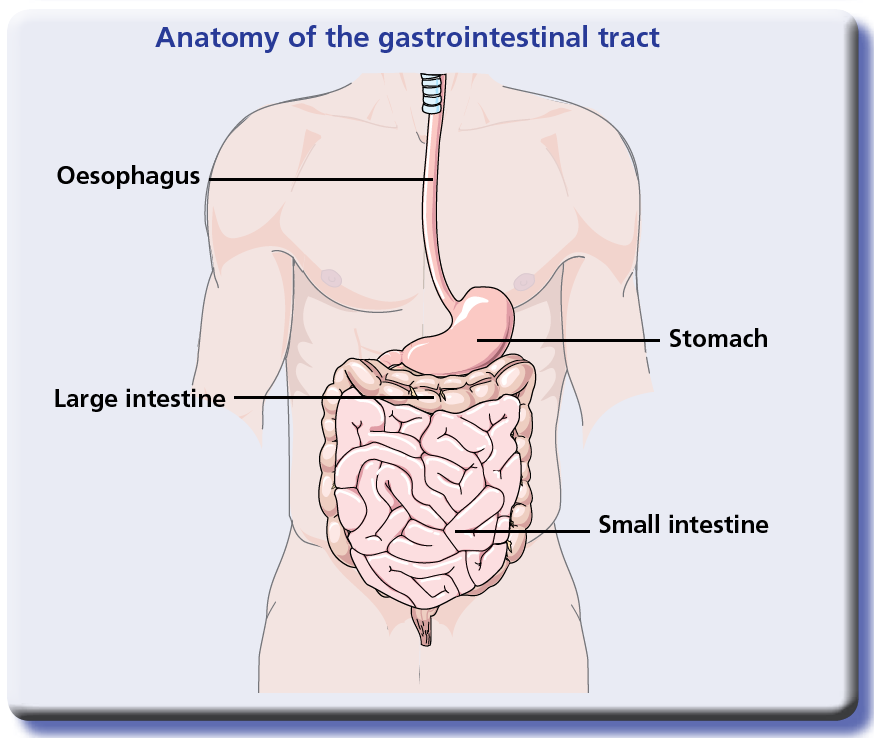 Anatomy of the gastrointestinal tract
Oesophagus
Stomach
Large intestine
Small intestine